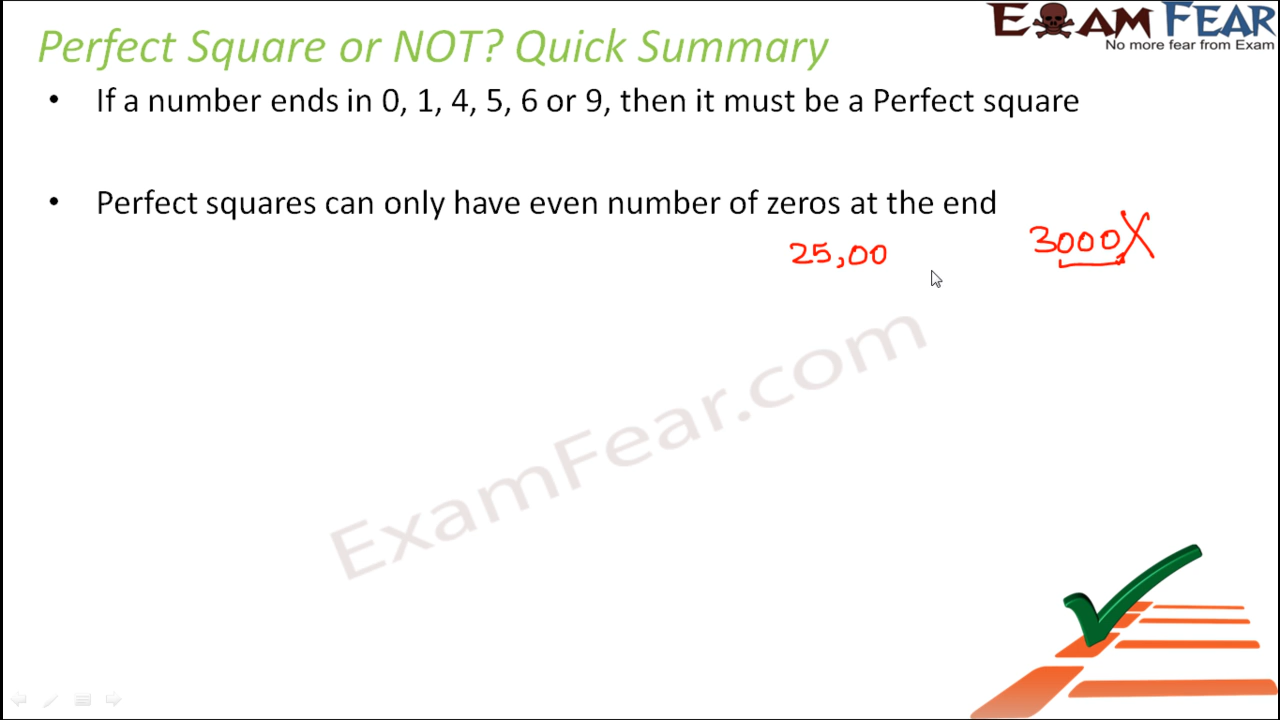 EXAM FEAR
No more fear from Exam
Perfect Square or NOT? Quick Summary
• If a number ends in 0, 1, 4, 5, 6 or 9, then it must be a Perfect square
• Perfect squares can only have even number of zeros at the end
25,00
3000X
ExamFear.com